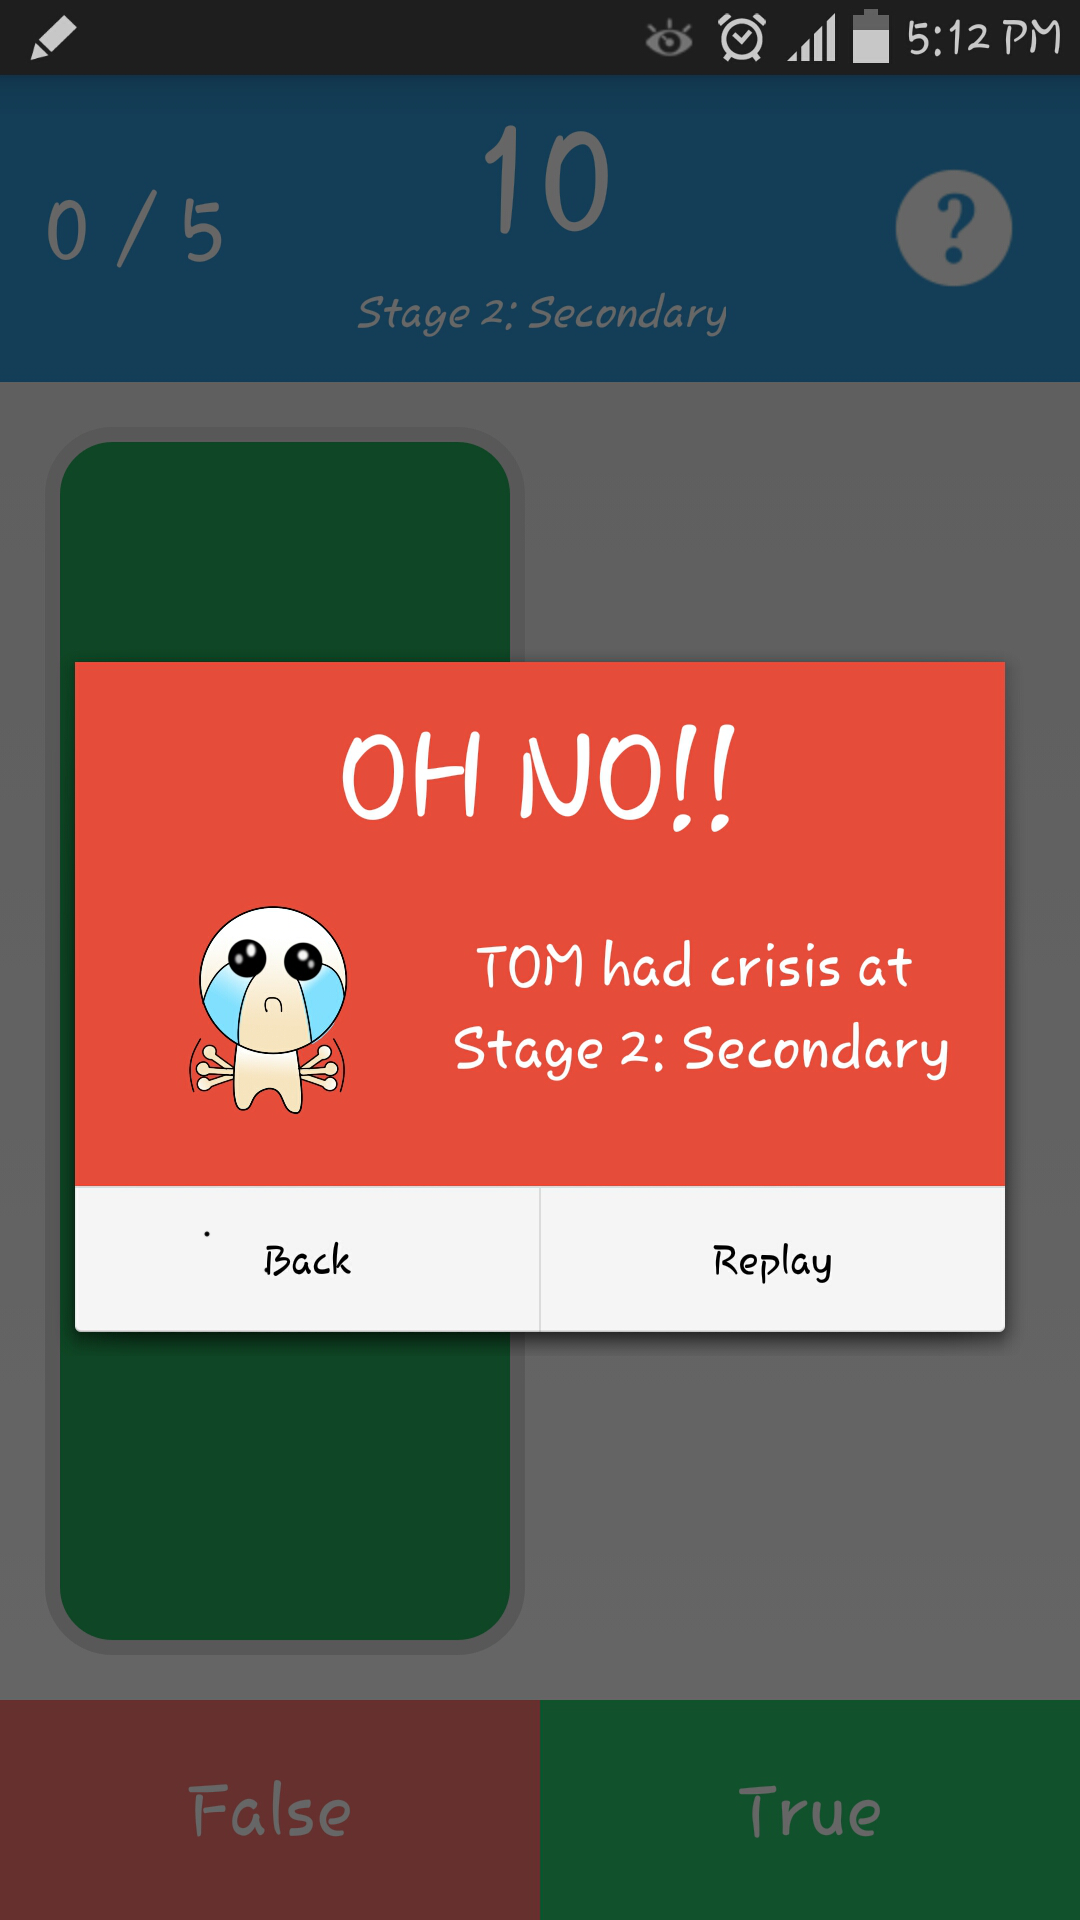 5:12 PM
10
0 / 5
?
Stage 2: Secondary
OH NO!!
TOM had crisis at
Stage 2: Secondary
Back
Replay
False
True